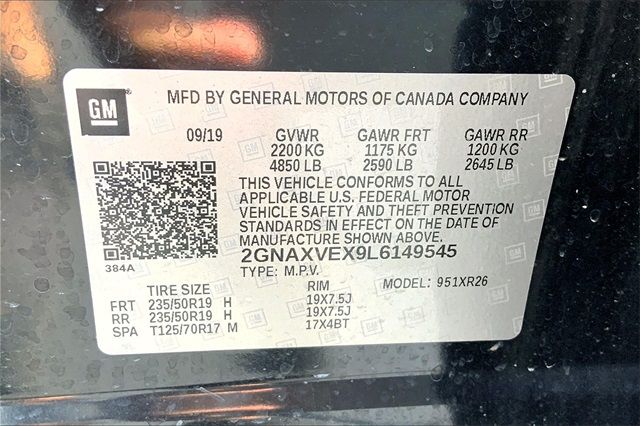 GM
MFD BY GENERAL MOTORS OF CANADA COMPANY
09/19 GVWR GAWR FRT GAWR RR
2200 KG 1175 KG 1200 KG
4850 LB 2590 LB 2645 LB
THIS VEHICLE CONFORMS TO ALL
APPLICABLE U.S. FEDERAL MOTOR
VEHICLE SAFETY AND THEFT PREVENTION
STANDARDS IN EFFECT ON THE DATE OF
MANUFACTURE SHOWN ABOVE.
384A 2GNAXVEX9L6149545
TYPE: M.P.V. MODEL: 951XR26
TIRE SIZE RIM
FRT 235/50R19 H 19X7.5J
RR 235/50R19 H 19X7.5J
SPA T125/70R17 M 17X4BT